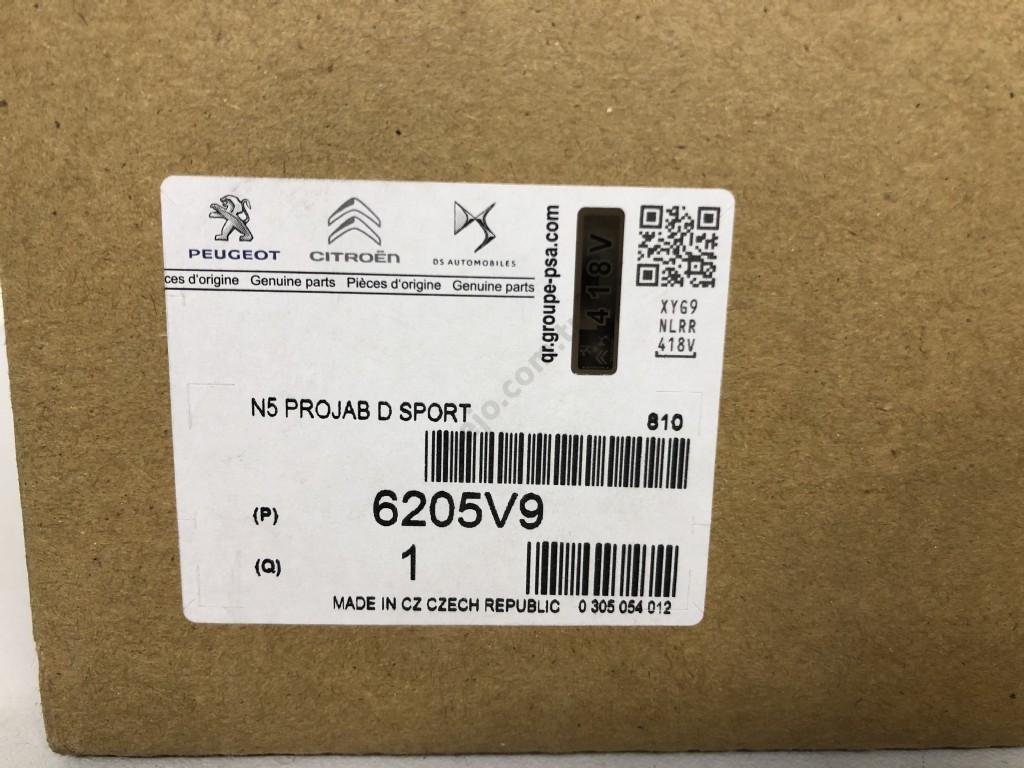 PEUGEOT CITROËN DS AUTOMOBILES
ces d'origine Genuine parts Pièces d'origine Genuine parts
qr.groupe-psa.com
418V
XYG9
NLRR
418V
N5 PROJAB D SPORT 810
(P) 6205V9
(Q) 1
MADE IN CZ CZECH REPUBLIC 0 305 054 012